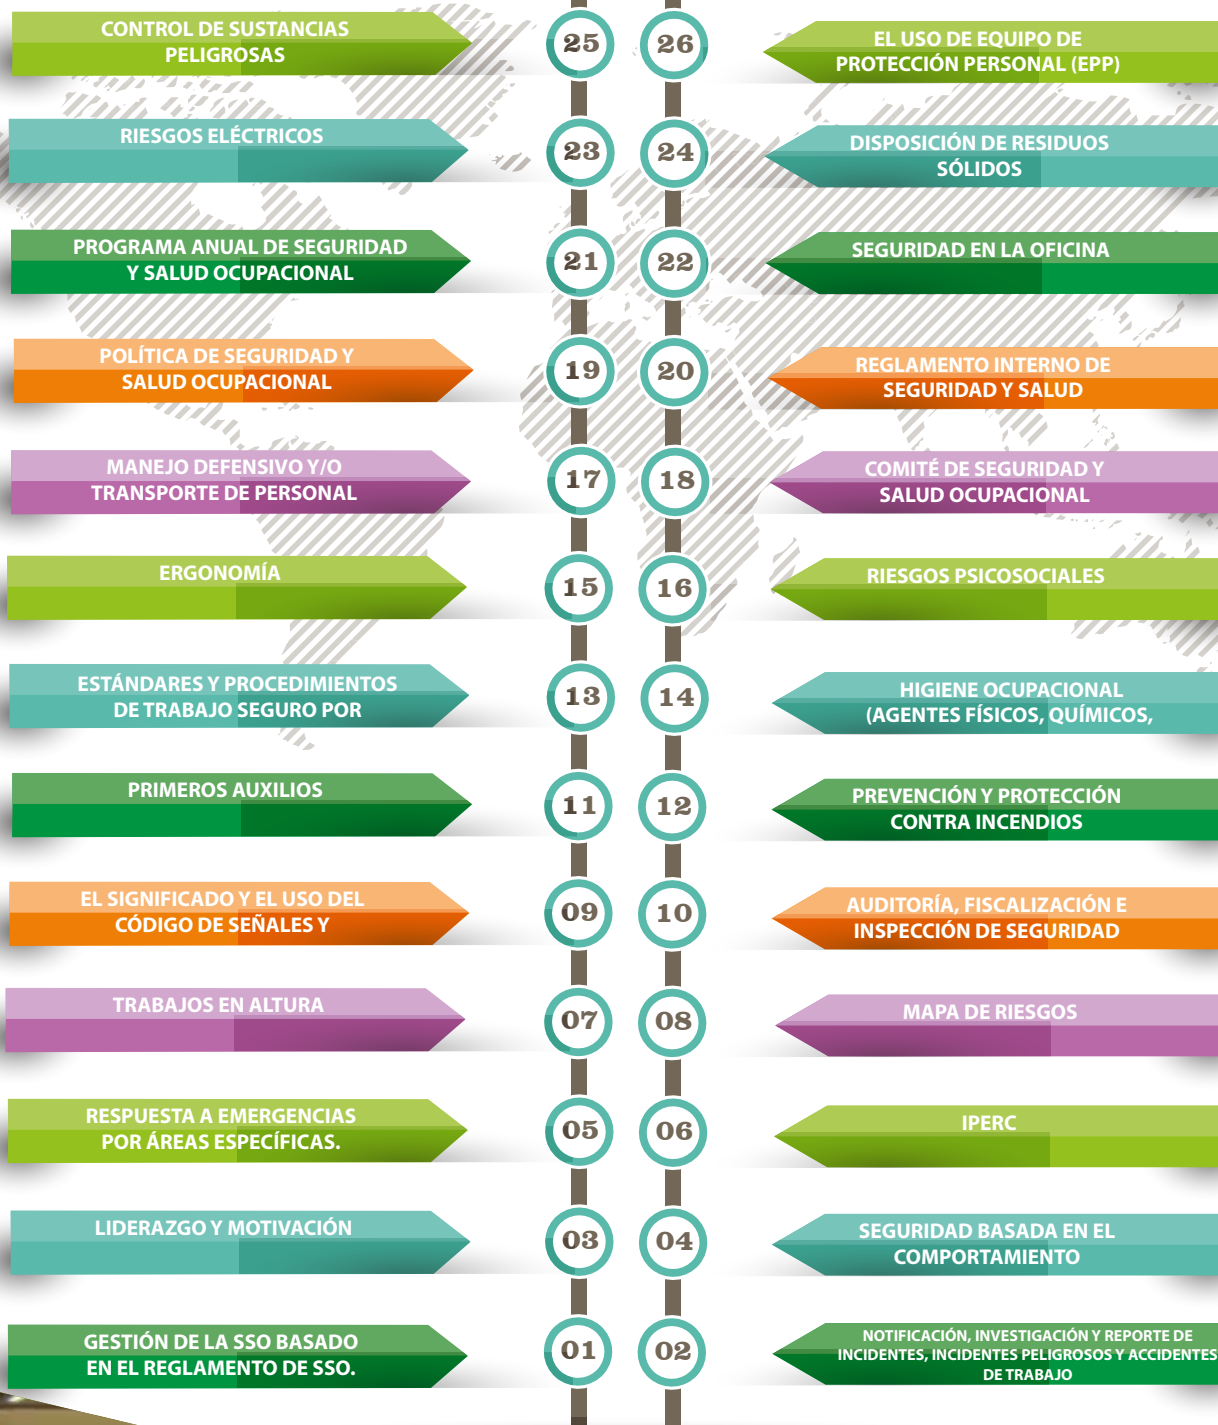 CONTROL DE SUSTANCIAS
PELIGROSAS
25
26
EL USO DE EQUIPO DE
PROTECCIÓN PERSONAL (EPP)
RIESGOS ELÉCTRICOS
23
24
DISPOSICIÓN DE RESIDUOS
SÓLIDOS
PROGRAMA ANUAL DE SEGURIDAD
Y SALUD OCUPACIONAL
21
22
SEGURIDAD EN LA OFICINA
POLÍTICA DE SEGURIDAD Y
SALUD OCUPACIONAL
19
20
REGLAMENTO INTERNO DE
SEGURIDAD Y SALUD
MANEJO DEFENSIVO Y/O
TRANSPORTE DE PERSONAL
17
18
COMITÉ DE SEGURIDAD Y
SALUD OCUPACIONAL
ERGONOMÍA
15
16
RIESGOS PSICOSOCIALES
ESTÁNDARES Y PROCEDIMIENTOS
DE TRABAJO SEGURO POR
13
14
HIGIENE OCUPACIONAL
(AGENTES FÍSICOS, QUÍMICOS,
PRIMEROS AUXILIOS
11
12
PREVENCIÓN Y PROTECCIÓN
CONTRA INCENDIOS
EL SIGNIFICADO Y EL USO DEL
CÓDIGO DE SEÑALES Y
09
10
AUDITORÍA, FISCALIZACIÓN E
INSPECCIÓN DE SEGURIDAD
TRABAJOS EN ALTURA
07
08
MAPA DE RIESGOS
RESPUESTA A EMERGENCIAS
POR ÁREAS ESPECÍFICAS.
05
06
IPERC
LIDERAZGO Y MOTIVACIÓN
03
04
SEGURIDAD BASADA EN EL
COMPORTAMIENTO
GESTIÓN DE LA SSO BASADO
EN EL REGLAMENTO DE SSO.
01
02
NOTIFICACIÓN, INVESTIGACIÓN Y REPORTE DE
INCIDENTES, INCIDENTES PELIGROSOS Y ACCIDENTES
DE TRABAJO